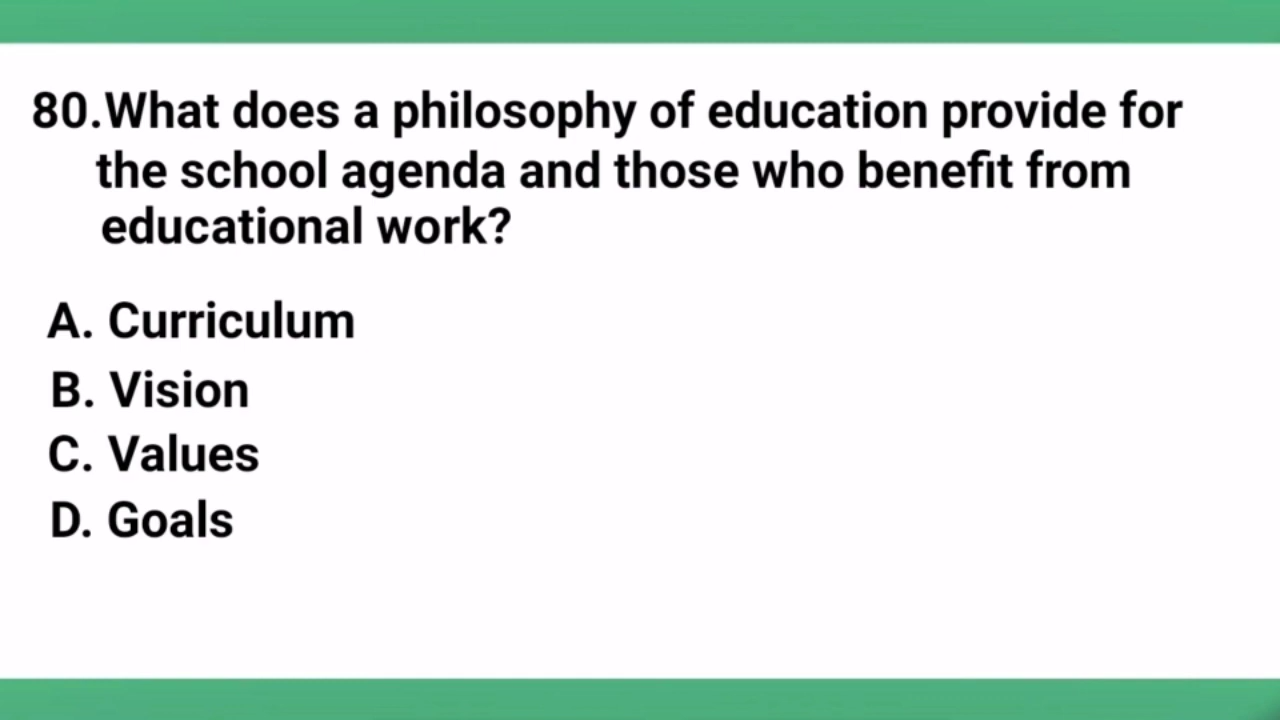 80.What does a philosophy of education provide for
the school agenda and those who benefit from
educational work?
A. Curriculum
B. Vision
C. Values
D. Goals